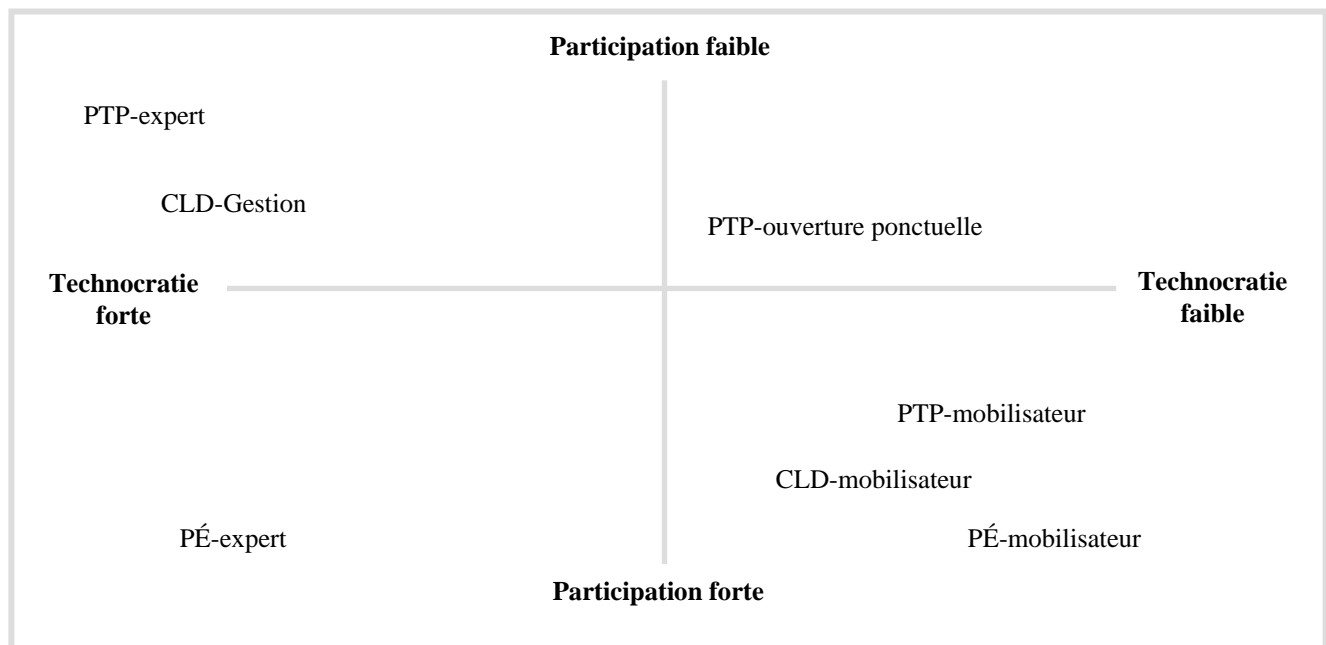 Participation faible
PTP-expert
CLD-Gestion
PTP-ouverture ponctuelle
Technocratie
forte
Technocratie
faible
PTP-mobilisateur
CLD-mobilisateur
PÉ-expert
PÉ-mobilisateur
Participation forte